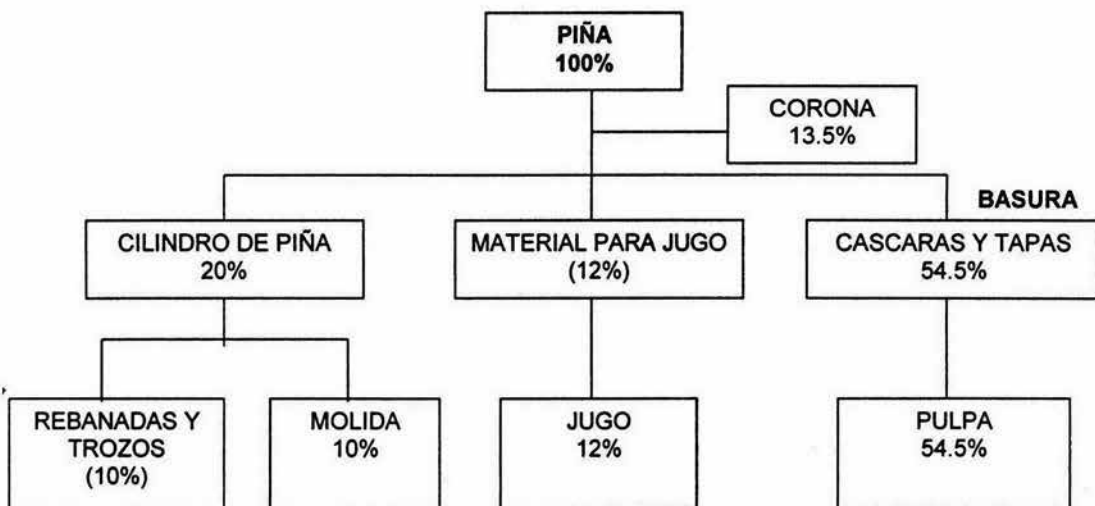 PIÑA
100%
CORONA
13.5%
BASURA
CILINDRO DE PIÑA
20%
MATERIAL PARA JUGO
(12%)
CASCARAS Y TAPAS
54.5%
REBANADAS Y
TROZOS
(10%)
MOLIDA
10%
JUGO
12%
PULPA
54.5%